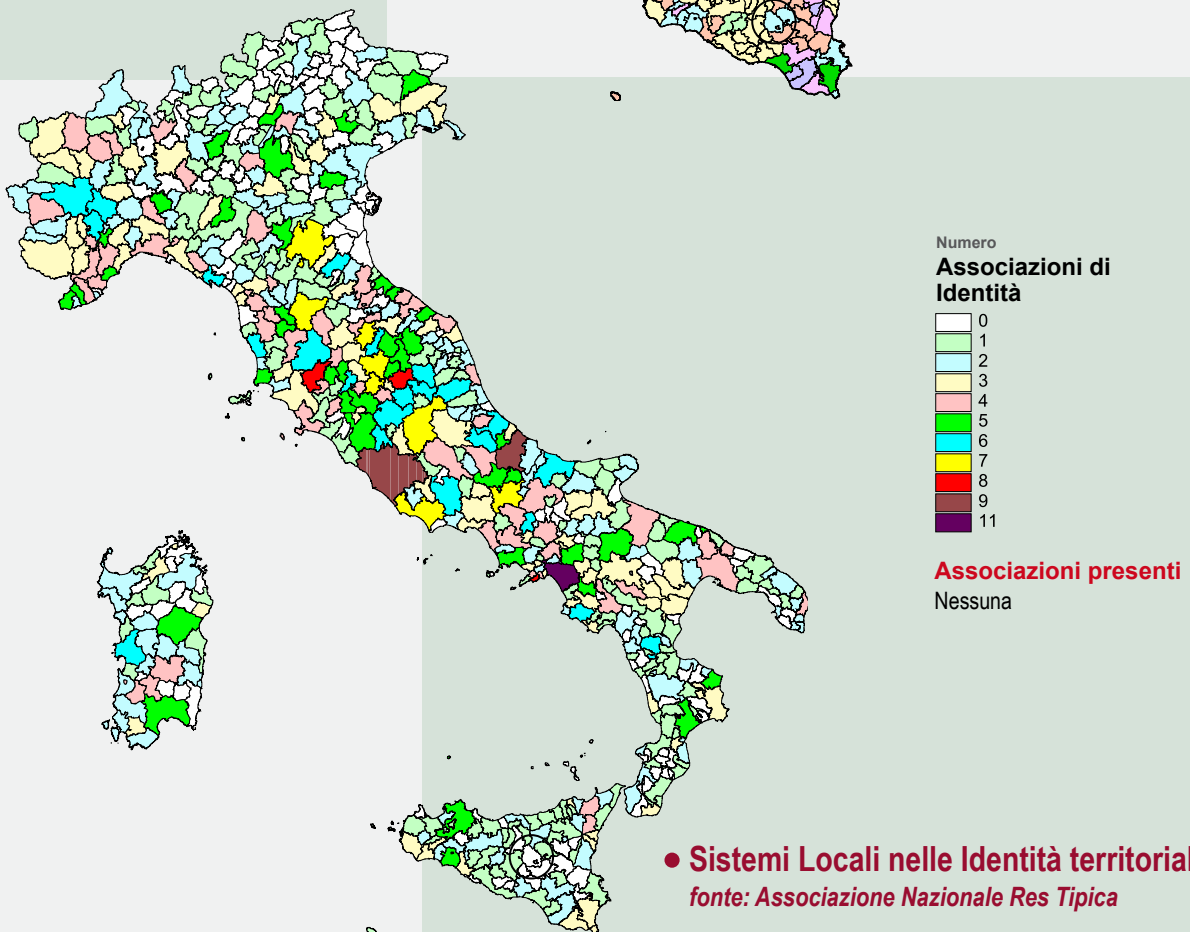 Numero
Associazioni di
Identità
0
1
2
3
4
5
6
7
8
9
11
Associazioni presenti
Nessuna
• Sistemi Locali nelle Identità territorial
fonte: Associazione Nazionale Res Tipica